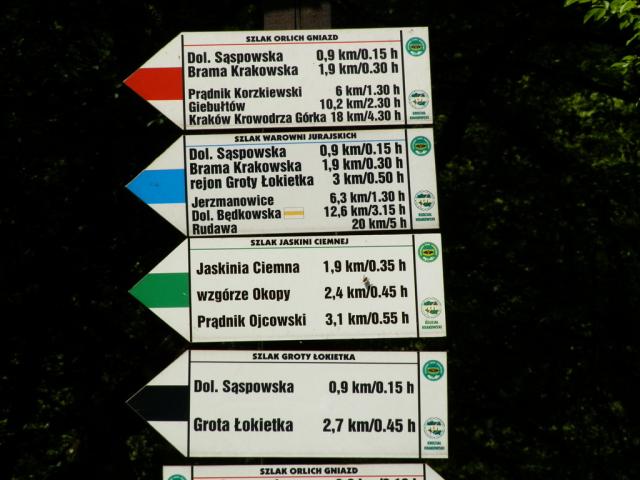 SZLAK ORLICH GNIAZD
Dol. Sąspowska 0,9 km/0.15 h
Brama Krakowska 1,9 km/0.30 h
Prądnik Korzkiewski 6 km/1.30 h
Giebułtów 10,2 km/2.30 h
Kraków Krowodrza Górka 18 km/4.30 h
SZLAK WAROWNI JURAJSKICH
Dol. Sąspowska 0,9 km/0.15 h
Brama Krakowska 1,9 km/0.30 h
rejon Groty Łokietka 3 km/0.50 h
Jerzmanowice 6,3 km/1.30 h
Dol. Będkowska 12,6 km/3.15 h
Rudawa 20 km/5 h
SZLAK JASKINI CIEMNEJ
Jaskinia Ciemna 1,9 km/0.35 h
wzgórze Okopy 2,4 km/0.45 h
Prądnik Ojcowski 3,1 km/0.55 h
SZLAK GROTY ŁOKIETKA
Dol. Sąspowska 0,9 km/0.15 h
Grota Łokietka 2,7 km/0.45 h
SZLAK ORLICH GNIAZD